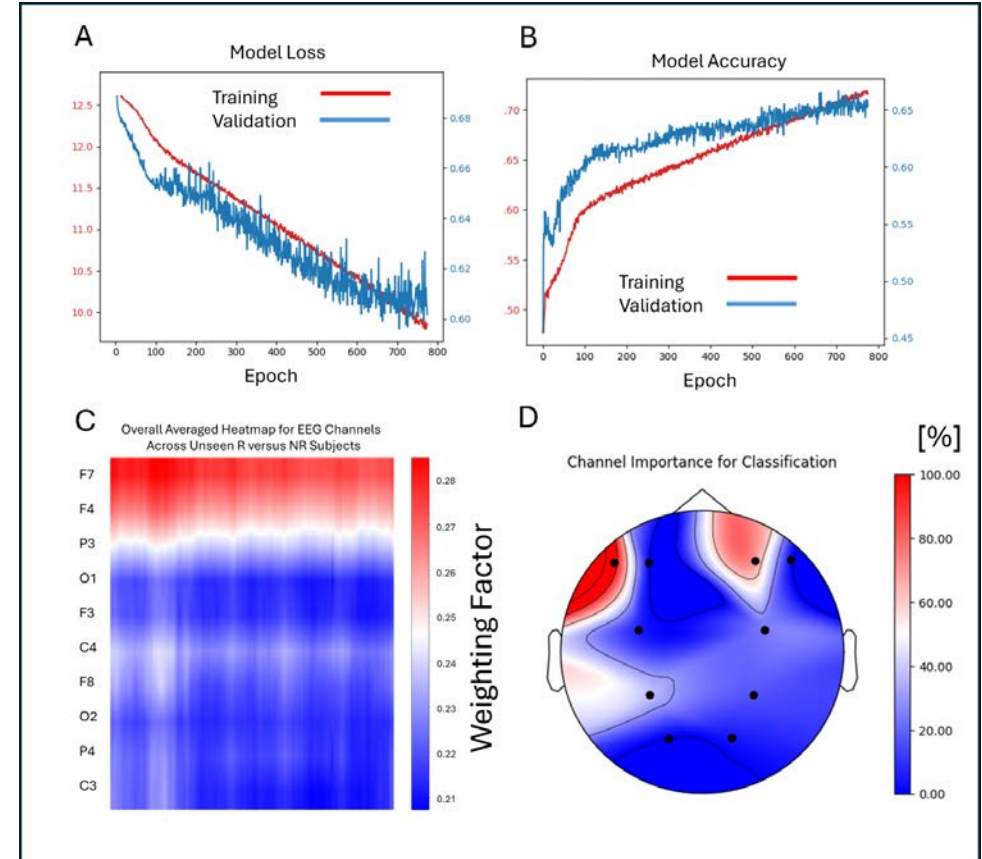 A
Model Loss
Training
Validation
12.5
12.0
11.5
11.0
10.5
10.0
0.68
0.66
0.64
0.62
0.60
0 100 200 300 400 500 600 700 800
Epoch
B
Model Accuracy
Training
Validation
.70
.65
.60
.55
.50
0.65
0.60
0.55
0.50
0.45
0 100 200 300 400 500 600 700 800
Epoch
C
Overall Averaged Heatmap for EEG Channels
Across Unseen R versus NR Subjects
F7
F4
P3
O1
F3
C4
F8
O2
P4
C3
0.28
0.27
0.26
0.25
0.24
0.23
0.22
0.21
Weighting Factor
D
[%]
Channel Importance for Classification
100.00
80.00
60.00
40.00
20.00
0.00